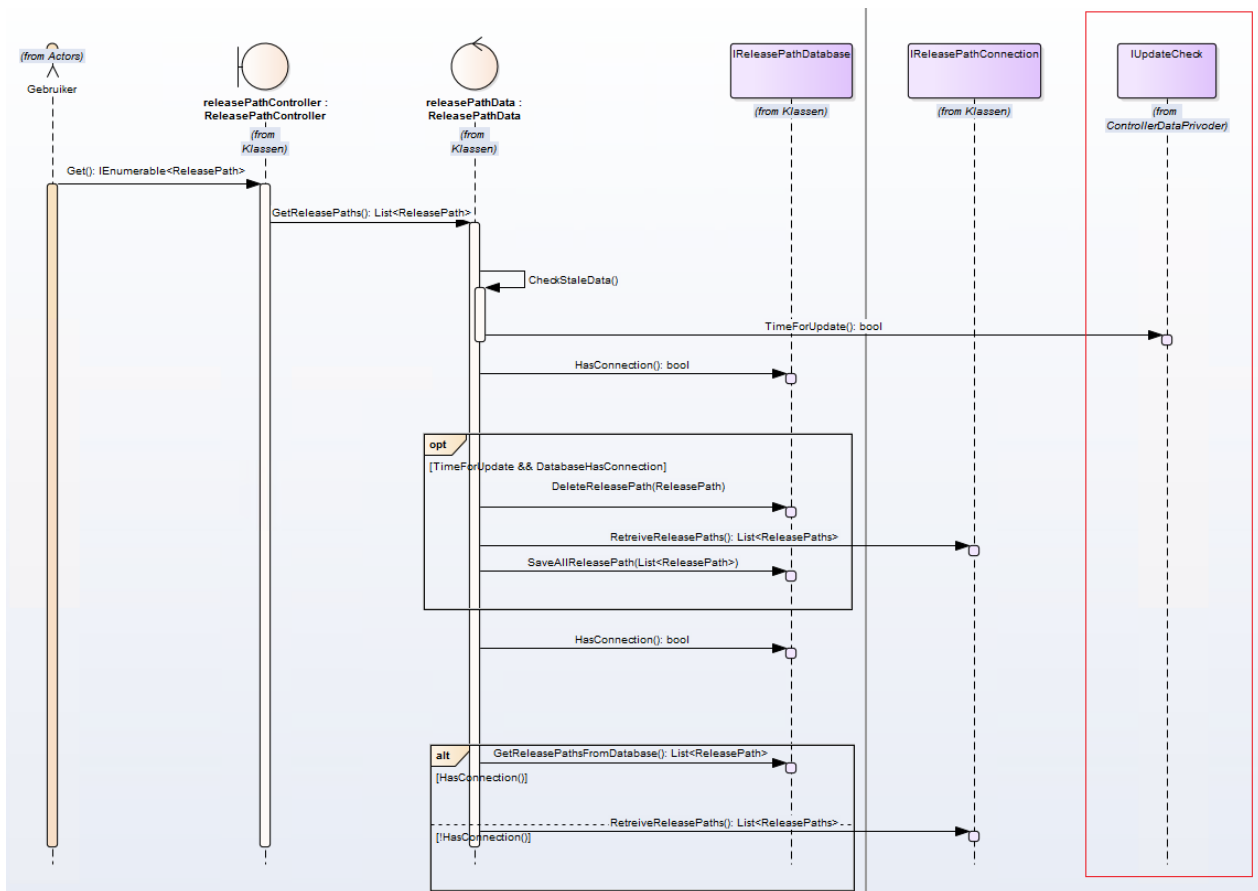 (from Actors)
Gebruiker
releasePathController :
ReleasePathController
(from
Klassen)
releasePathData :
ReleasePathData
(from
Klassen)
IReleasePathDatabase
(from Klassen)
IReleasePathConnection
(from Klassen)
IUpdateCheck
(from
ControllerDataPrivoder)
Get(): IEnumerable<ReleasePath>
GetReleasePaths(): List<ReleasePath>
CheckStaleData()
TimeForUpdate(): bool
HasConnection(): bool
opt
[TimeForUpdate && DatabaseHasConnection]
DeleteReleasePath(ReleasePath)
RetreiveReleasePaths(): List<ReleasePaths>
SaveAllReleasePath(List<ReleasePath>)
HasConnection(): bool
alt
GetReleasePathsFromDatabase(): List<ReleasePath>
[HasConnection()]
RetreiveReleasePaths(): List<ReleasePaths>
[!HasConnection()]